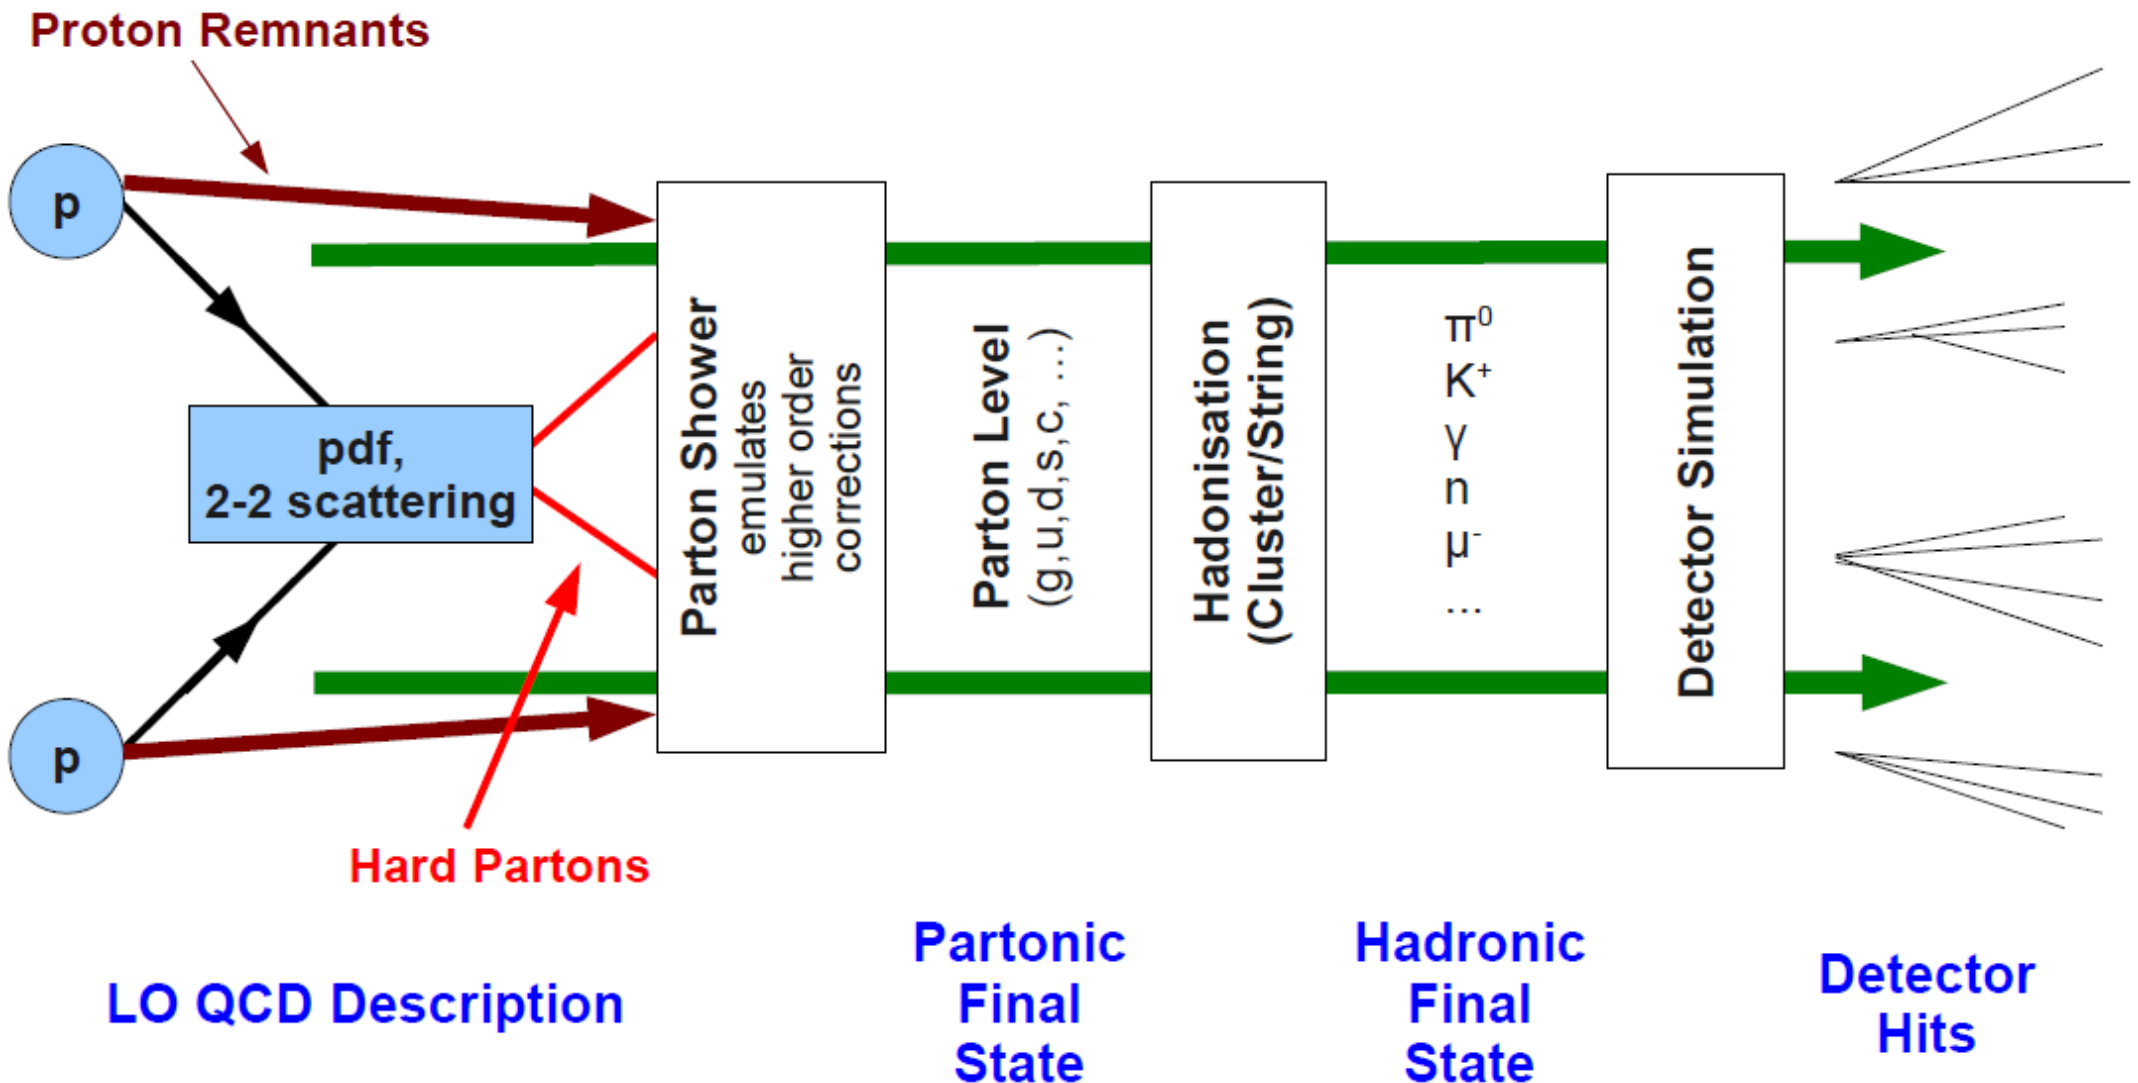 Proton Remnants
p
p
pdf,
2-2 scattering
Hard Partons
Parton Shower
emulates
higher order
corrections
Parton Level
(g,u,d,s,c, ...)
Hadonisation
(Cluster/String)
π⁰
K⁺
γ
n
μ⁻
...
Detector Simulation
LO QCD Description
Partonic
Final
State
Hadronic
Final
State
Detector
Hits